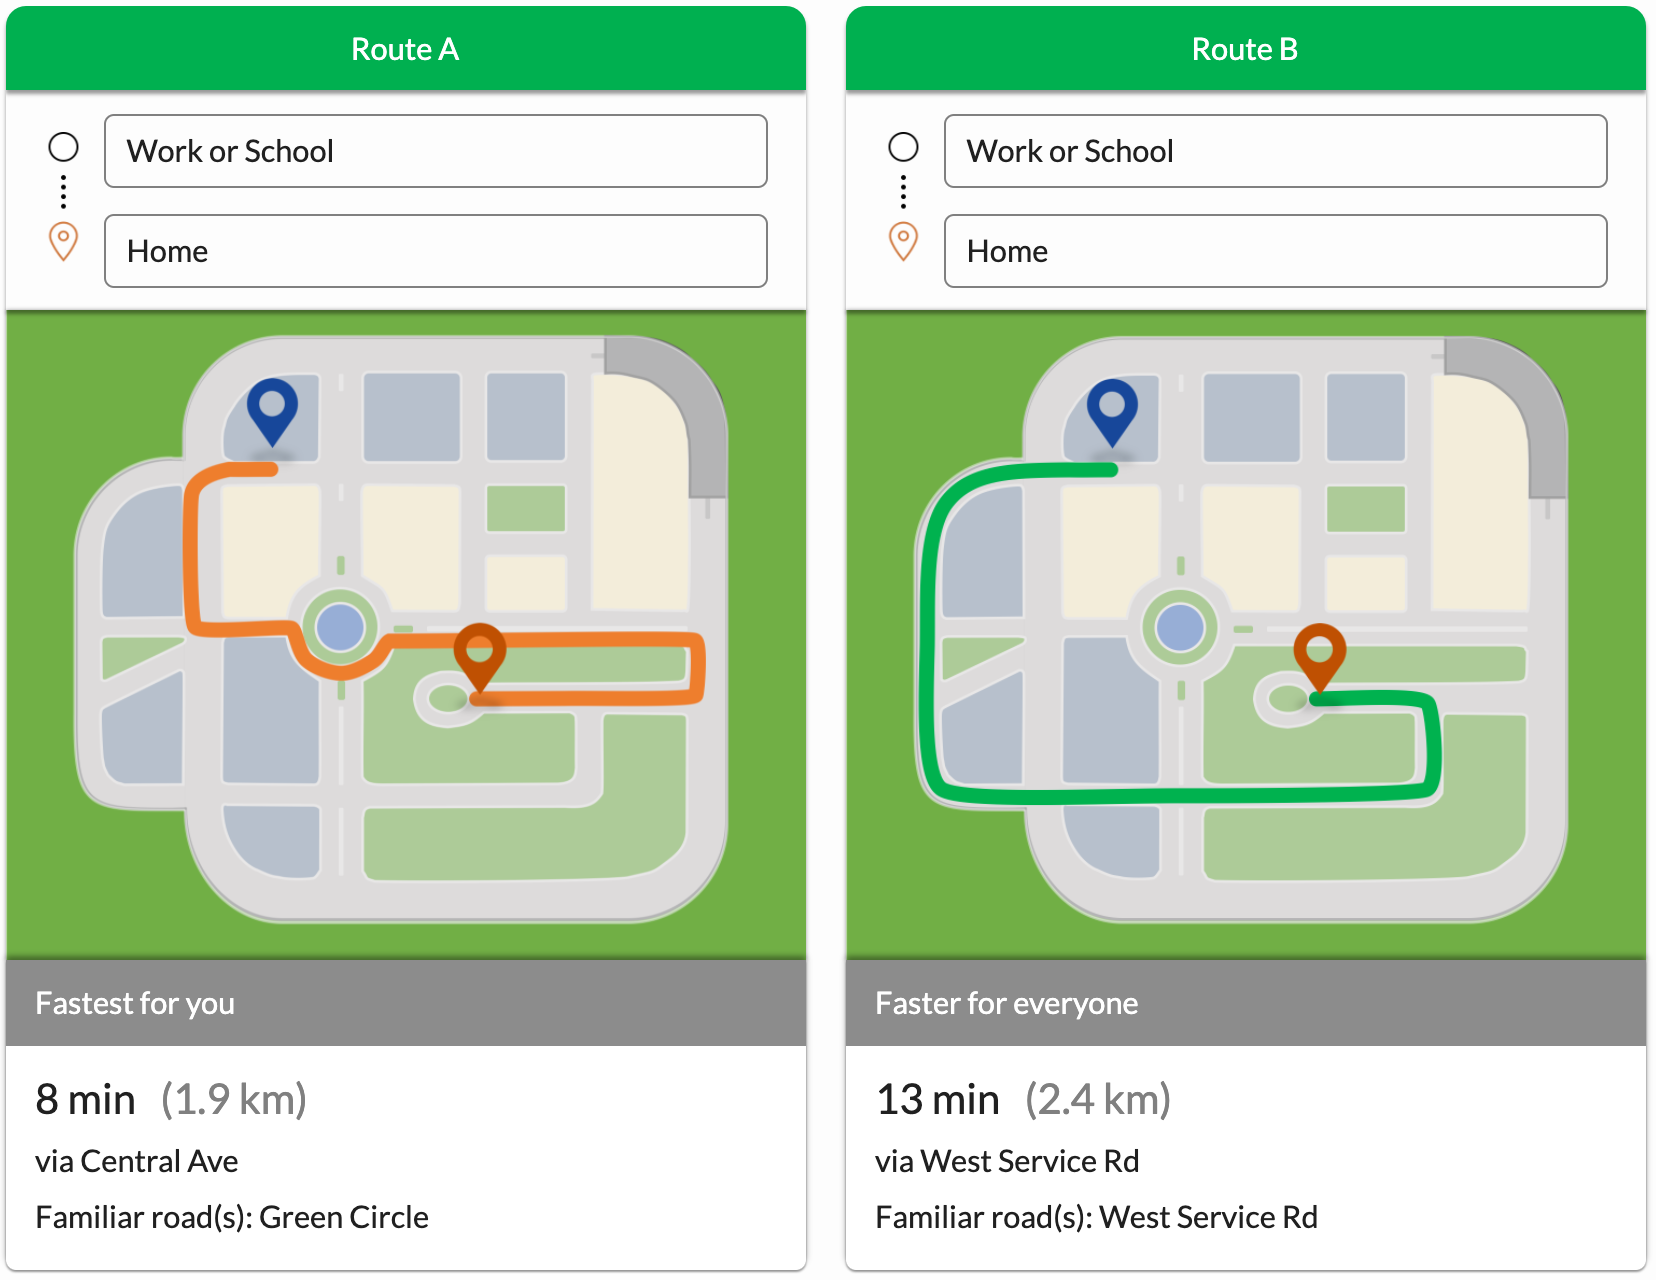 Route A
Work or School
Home
Fastest for you
8 min (1.9 km)
via Central Ave
Familiar road(s): Green Circle
Route B
Work or School
Home
Faster for everyone
13 min (2.4 km)
via West Service Rd
Familiar road(s): West Service Rd